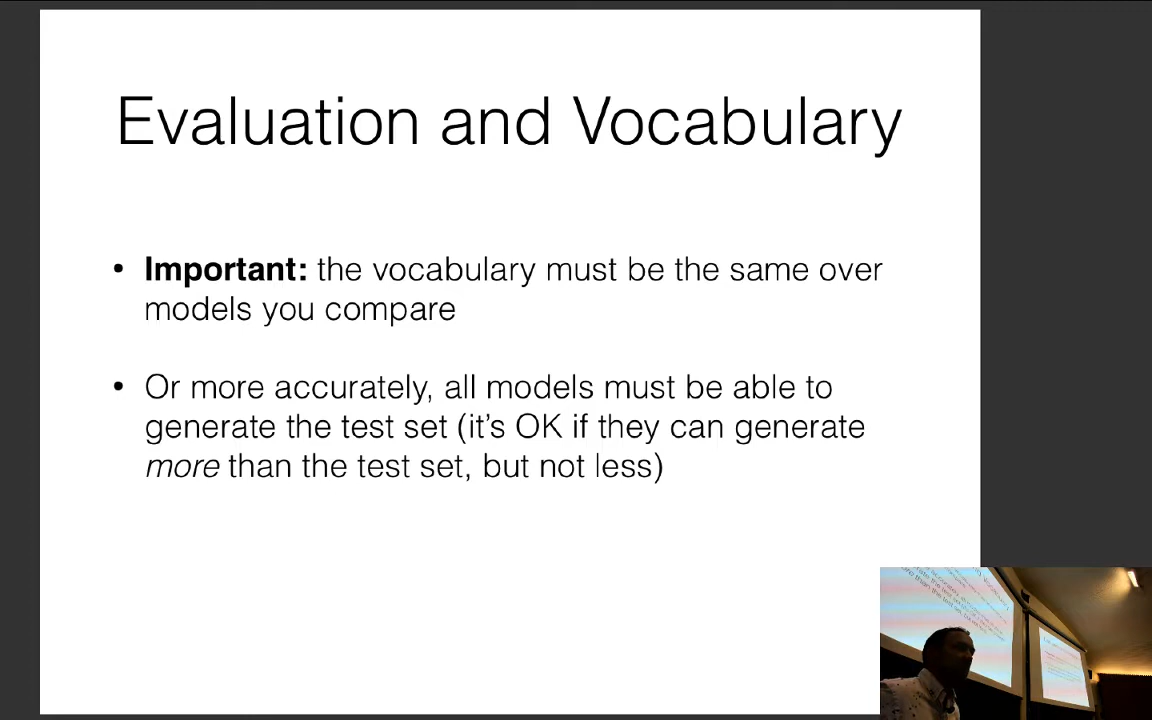 Evaluation and Vocabulary
• Important: the vocabulary must be the same over
models you compare
• Or more accurately, all models must be able to
generate the test set (it's OK if they can generate
more than the test set, but not less)